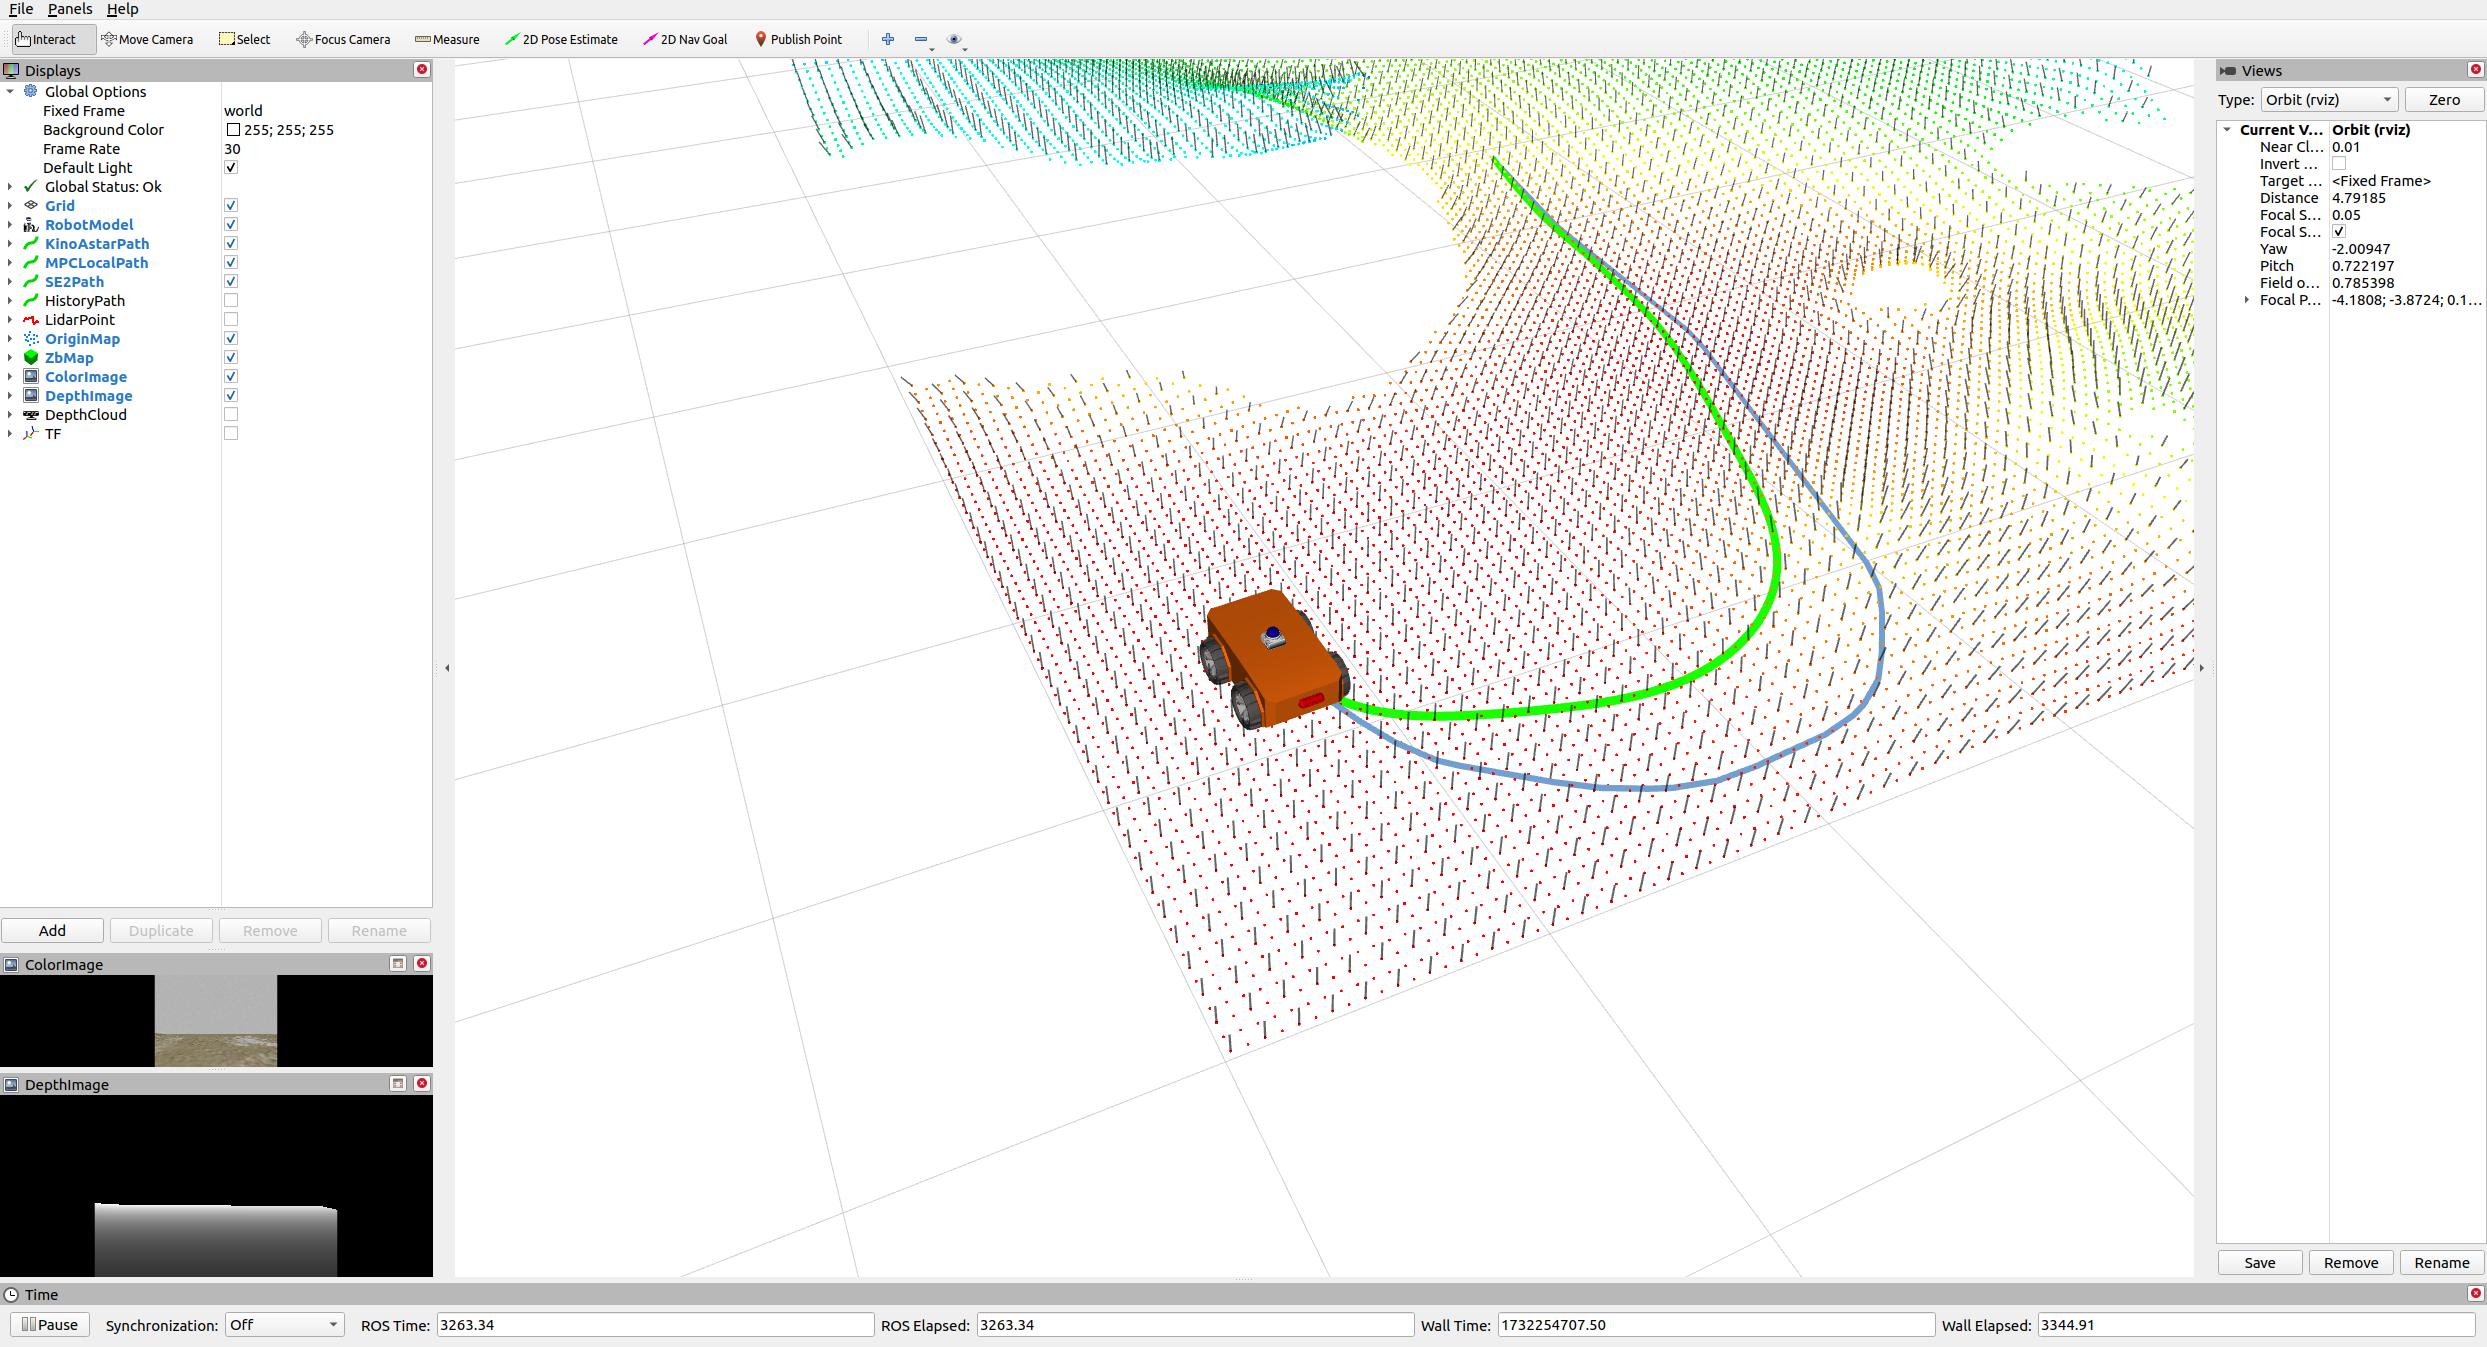 File Panels Help
Interact Move Camera Select Focus Camera Measure 2D Pose Estimate 2D Nav Goal Publish Point
Displays
Global Options
Fixed Frame world
Background Color 255; 255; 255
Frame Rate 30
Default Light
Global Status: Ok
Grid
RobotModel
KinoAstarPath
MPCLocalPath
SE2Path
HistoryPath
LidarPoint
OriginMap
ZbMap
ColorImage
DepthImage
DepthCloud
TF
Add Duplicate Remove Rename
ColorImage
DepthImage
Views
Type: Orbit (rviz) Zero
Current V... Orbit (rviz)
Near Cl... 0.01
Invert ...
Target ... <Fixed Frame>
Distance 4.79185
Focal S... 0.05
Focal S...
Yaw -2.00947
Pitch 0.722197
Field o... 0.785398
Focal P... -4.1808; -3.8724; 0.1...
Save Remove Rename
Time
Pause Synchronization: Off ROS Time: 3263.34 ROS Elapsed: 3263.34 Wall Time: 1732254707.50 Wall Elapsed: 3344.91